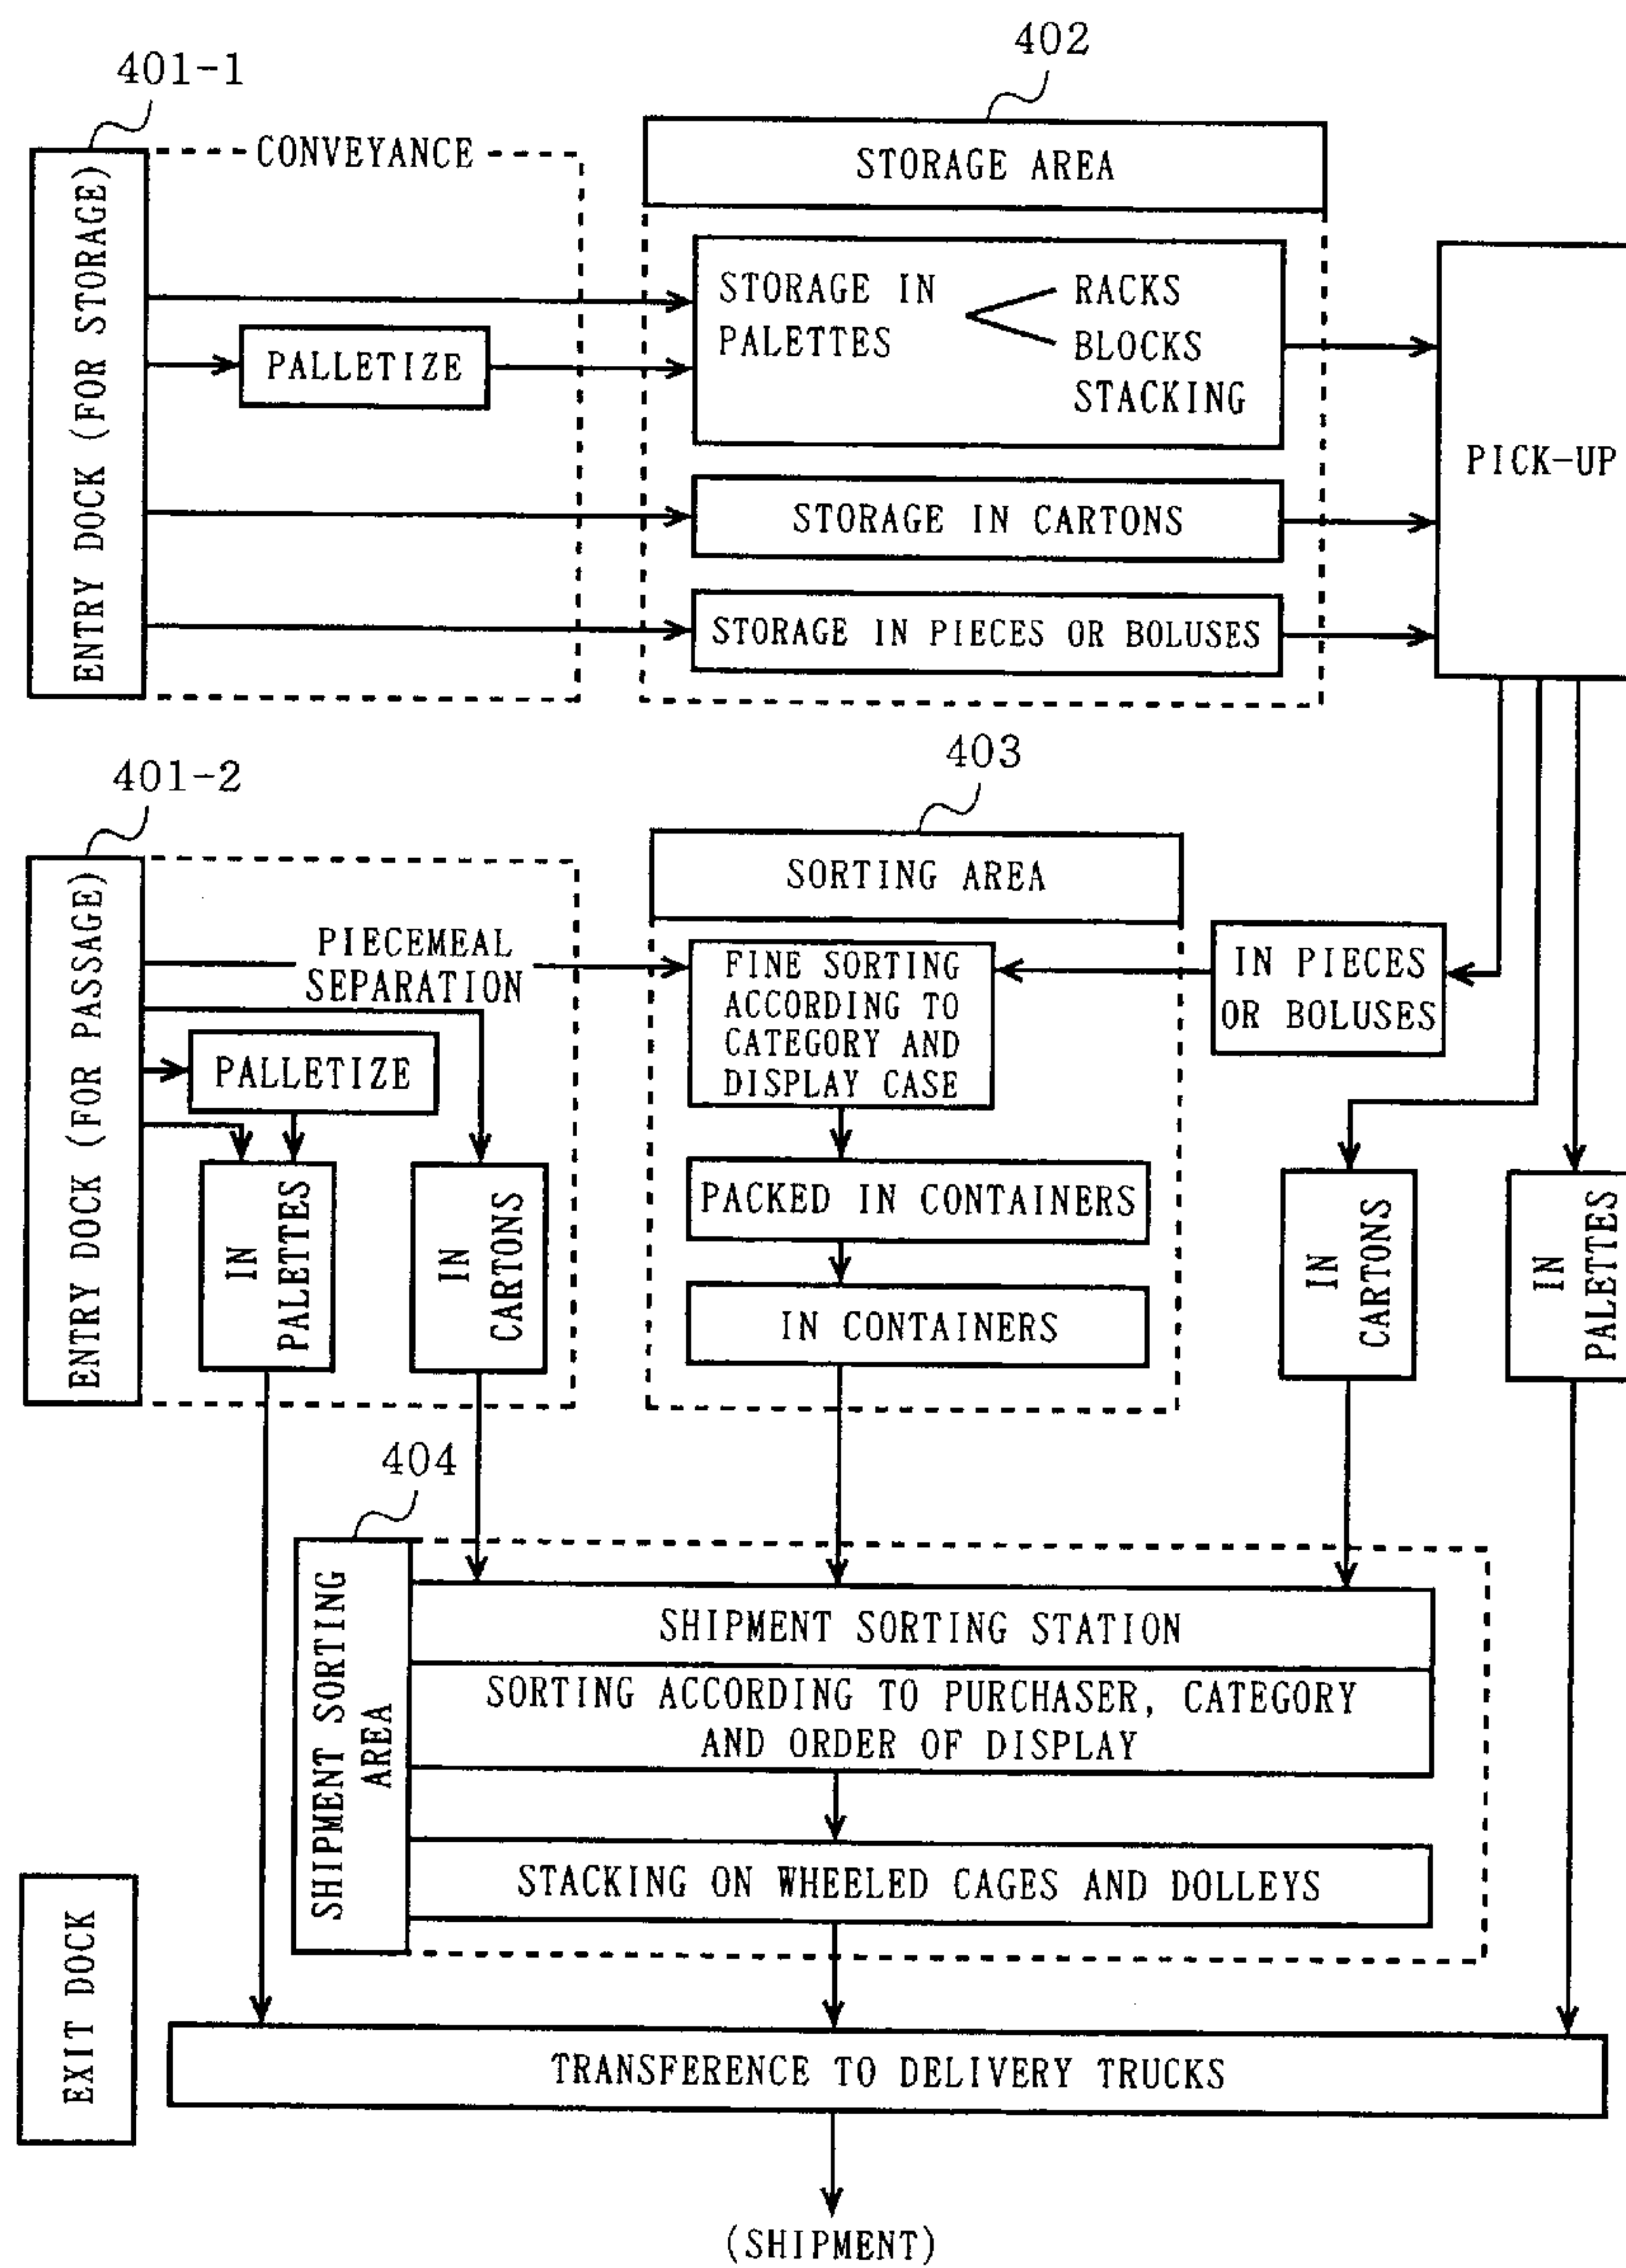 402
401-1
CONVEYANCE
STORAGE AREA
ENTRY DOCK (FOR STORAGE)
STORAGE IN
PALETTES
RACKS
BLOCKS
STACKING
PALLETIZE
PICK-UP
STORAGE IN CARTONS
STORAGE IN PIECES OR BOLUSES
403
401-2
SORTING AREA
ENTRY DOCK (FOR PASSAGE)
PIECEMEAL
SEPARATION
FINE SORTING
ACCORDING TO
CATEGORY AND
DISPLAY CASE
IN PIECES
OR BOLUSES
PALLETIZE
IN
PALETTES
IN
CARTONS
PACKED IN CONTAINERS
IN CONTAINERS
IN
CARTONS
IN
PALETTES
404
SHIPMENT SORTING
AREA
SHIPMENT SORTING STATION
SORTING ACCORDING TO PURCHASER, CATEGORY
AND ORDER OF DISPLAY
STACKING ON WHEELED CAGES AND DOLLEYS
EXIT DOCK
TRANSFERENCE TO DELIVERY TRUCKS
(SHIPMENT)